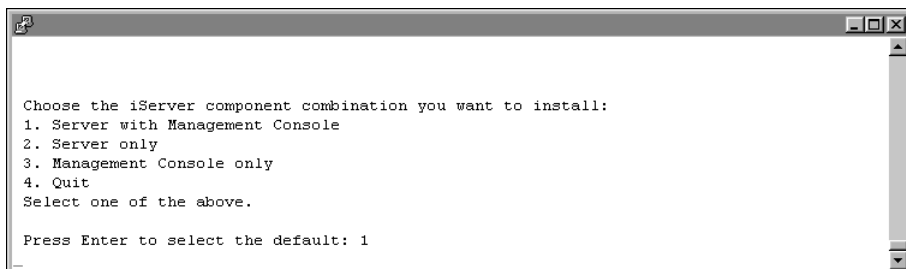 Choose the iServer component combination you want to install:
1. Server with Management Console
2. Server only
3. Management Console only
4. Quit
Select one of the above.
Press Enter to select the default: 1